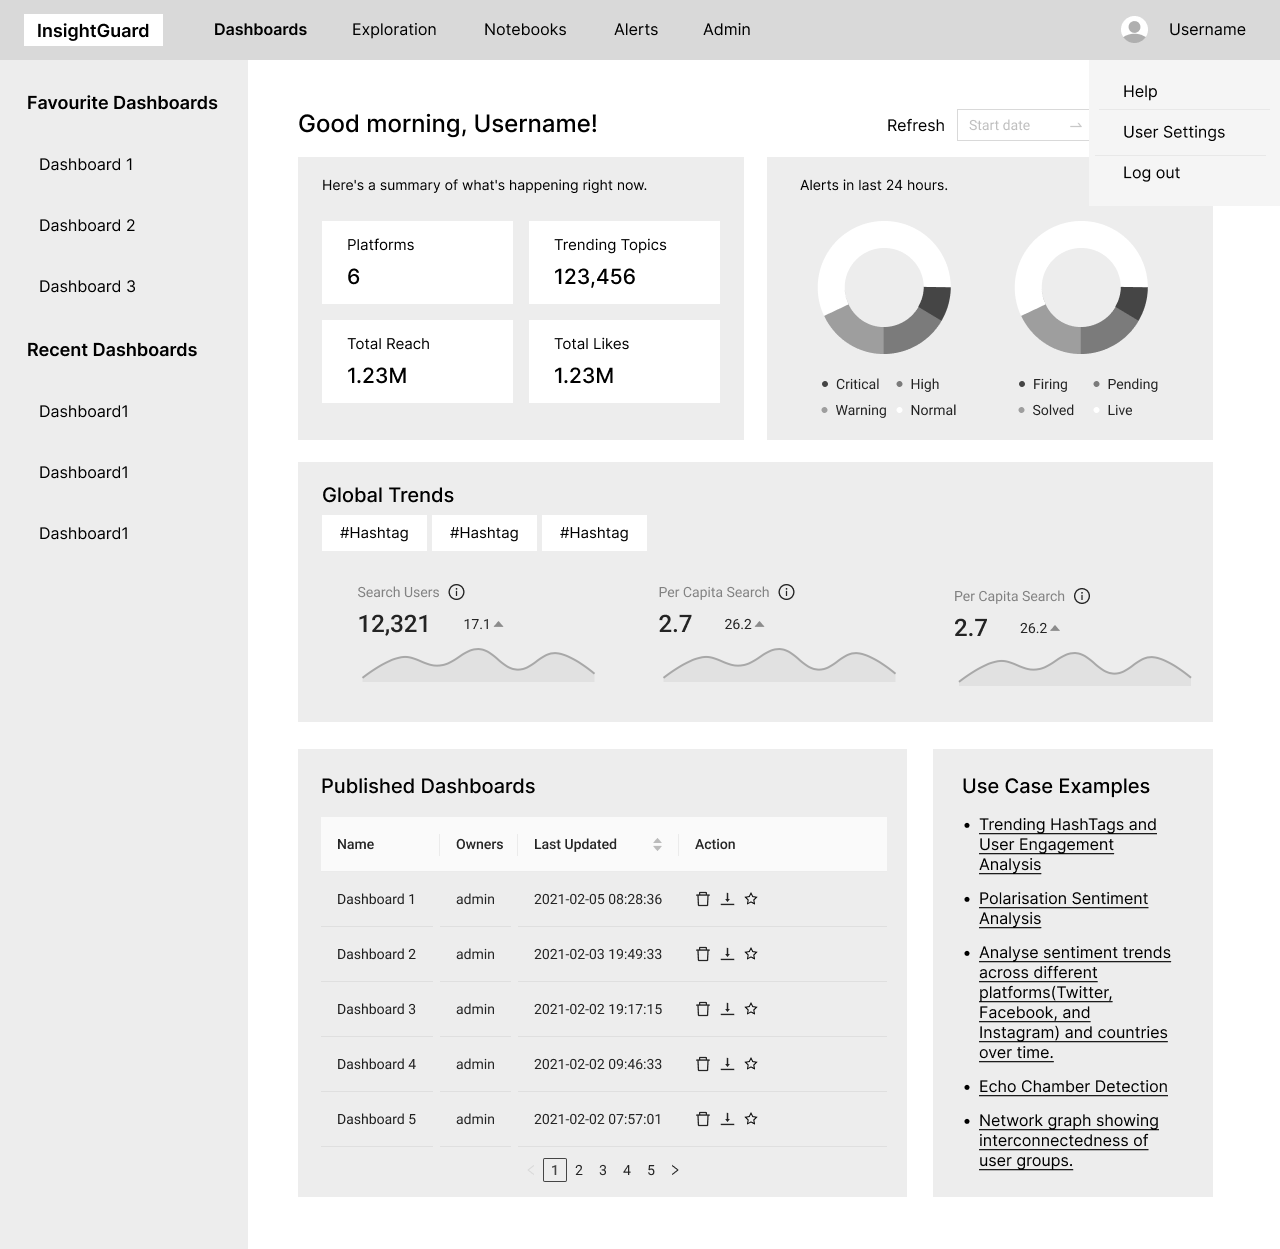 InsightGuard
Dashboards
Exploration
Notebooks
Alerts
Admin
Username
Help
User Settings
Log out
Favourite Dashboards
Dashboard 1
Dashboard 2
Dashboard 3
Recent Dashboards
Dashboard1
Dashboard1
Dashboard1
Good morning, Username!
Refresh
Start date
Here's a summary of what's happening right now.
Platforms
6
Trending Topics
123,456
Total Reach
1.23M
Total Likes
1.23M
Alerts in last 24 hours.
Critical
High
Warning
Normal
Firing
Pending
Solved
Live
Global Trends
#Hashtag
#Hashtag
#Hashtag
Search Users
12,321
17.1
Per Capita Search
2.7
26.2
Per Capita Search
2.7
26.2
Published Dashboards
Name Owners Last Updated Action
Dashboard 1 admin 2021-02-05 08:28:36
Dashboard 2 admin 2021-02-03 19:49:33
Dashboard 3 admin 2021-02-02 19:17:15
Dashboard 4 admin 2021-02-02 09:46:33
Dashboard 5 admin 2021-02-02 07:57:01
< 1 2 3 4 5 >
Use Case Examples
• Trending HashTags and
User Engagement
Analysis
• Polarisation Sentiment
Analysis
• Analyse sentiment trends
across different
platforms(Twitter,
Facebook, and
Instagram) and countries
over time.
• Echo Chamber Detection
• Network graph showing
interconnectedness of
user groups.